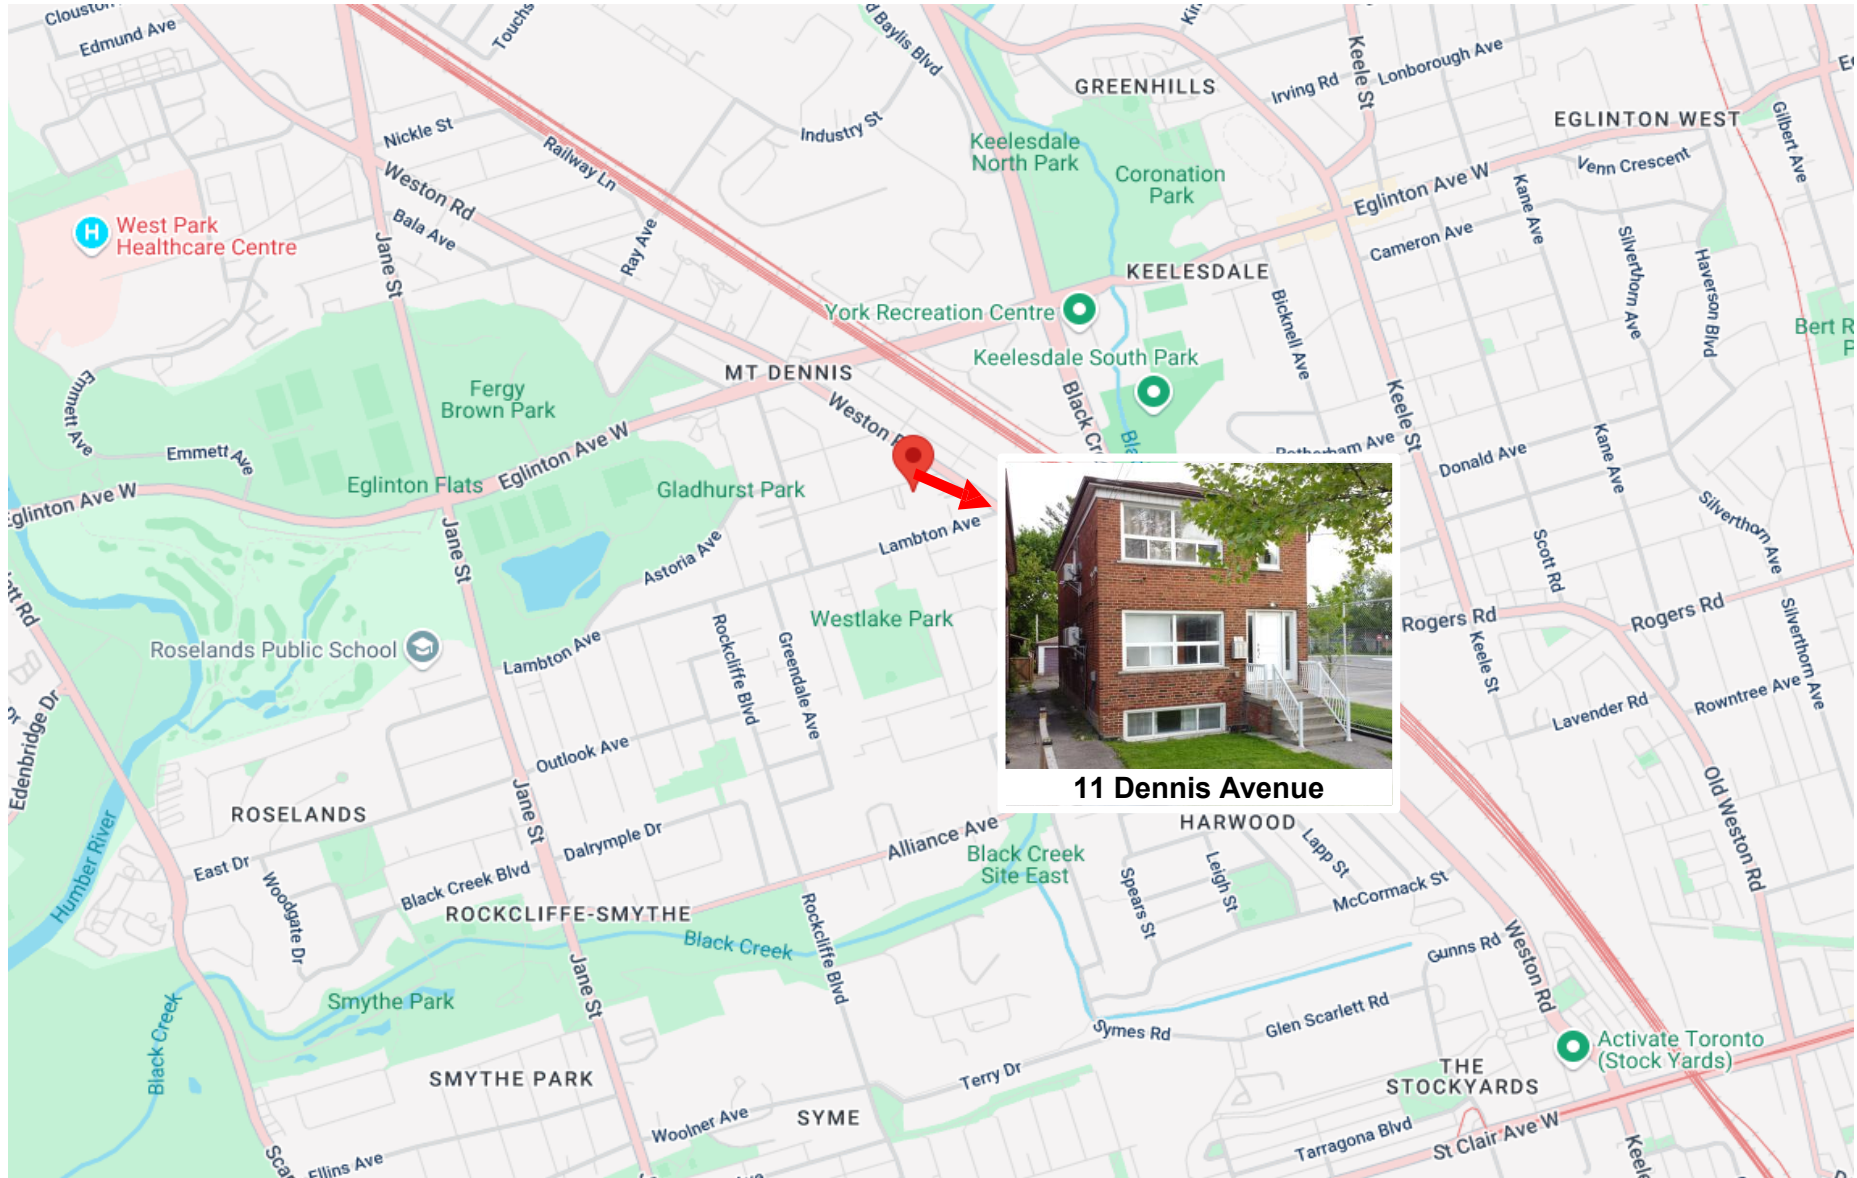 Edmund Ave
GREENHILLS
Irving Rd
Lonborough Ave
Keele St
EGLINTON WEST
Gilbert Ave
Nickle St
Industry St
Railway Ln
Keelesdale
North Park
Coronation
Park
Venn Crescent
Weston Rd
Eglinton Ave W
Kane Ave
West Park
Healthcare Centre
H
Bala Ave
Jane St
Ray Ave
Cameron Ave
Silverthorn Ave
Haverson Blvd
KEELESDALE
York Recreation Centre
Bicknell Ave
Keelesdale South Park
MT DENNIS
Fergy
Brown Park
Emmett Ave
Emmett Ave
Weston
Black
Keele St
Eglinton Ave W
Eglinton Flats
Gladhurst Park
Rotherham Ave
Donald Ave
Kane Ave
Silverthorn Ave
Lambton Ave
Astoria Ave
Jane St
Scott Rd
Westlake Park
Rogers Rd
Rogers Rd
Roselands Public School
Lambton Ave
Rockcliffe Blvd
Greendale Ave
Keele St
Silverthorn Ave
Edenbridge Dr
Lavender Rd
Rowntree Ave
Outlook Ave
Old Weston Rd
11 Dennis Avenue
ROSELANDS
Jane St
HARWOOD
Dalrymple Dr
Alliance Ave
Black Creek
Site East
Lapp St
Leigh St
Spears St
McCormack St
East Dr
Woodgate Dr
Black Creek Blvd
Humber River
ROCKCLIFFE-SMYTHE
Black Creek
Rockcliffe Blvd
Gunns Rd
Weston Rd
Jane St
Smythe Park
Black Creek
Symes Rd
Glen Scarlett Rd
Activate Toronto
(Stock Yards)
THE
STOCKYARDS
SMYTHE PARK
Terry Dr
SYME
Woolner Ave
Tarragona Blvd
St Clair Ave W
Ellins Ave